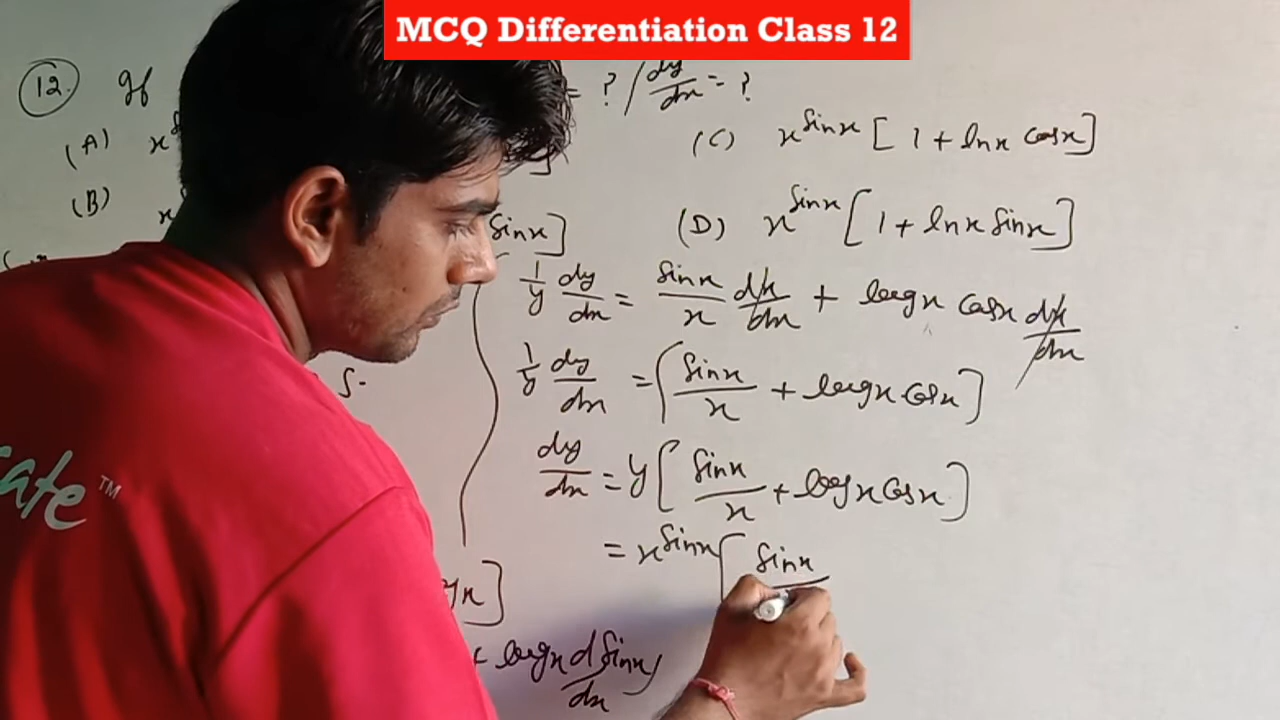 MCQ Differentiation Class 12
12. If = ? / dy/dx = ?
(A) x
(C) x^sinx [1 + lnx cosx]
(B) x
sinx]
(D) x^sinx [1 + lnx sinx]
1/y dy/dx = sinx/x dx/dx + logx cosx dx/dx
1/y dy/dx = [sinx/x + logx cosx]
dy/dx = y[sinx/x + logx cosx]
= x^sinx [sinx
x]
+ logx d sinx/dx
ate™